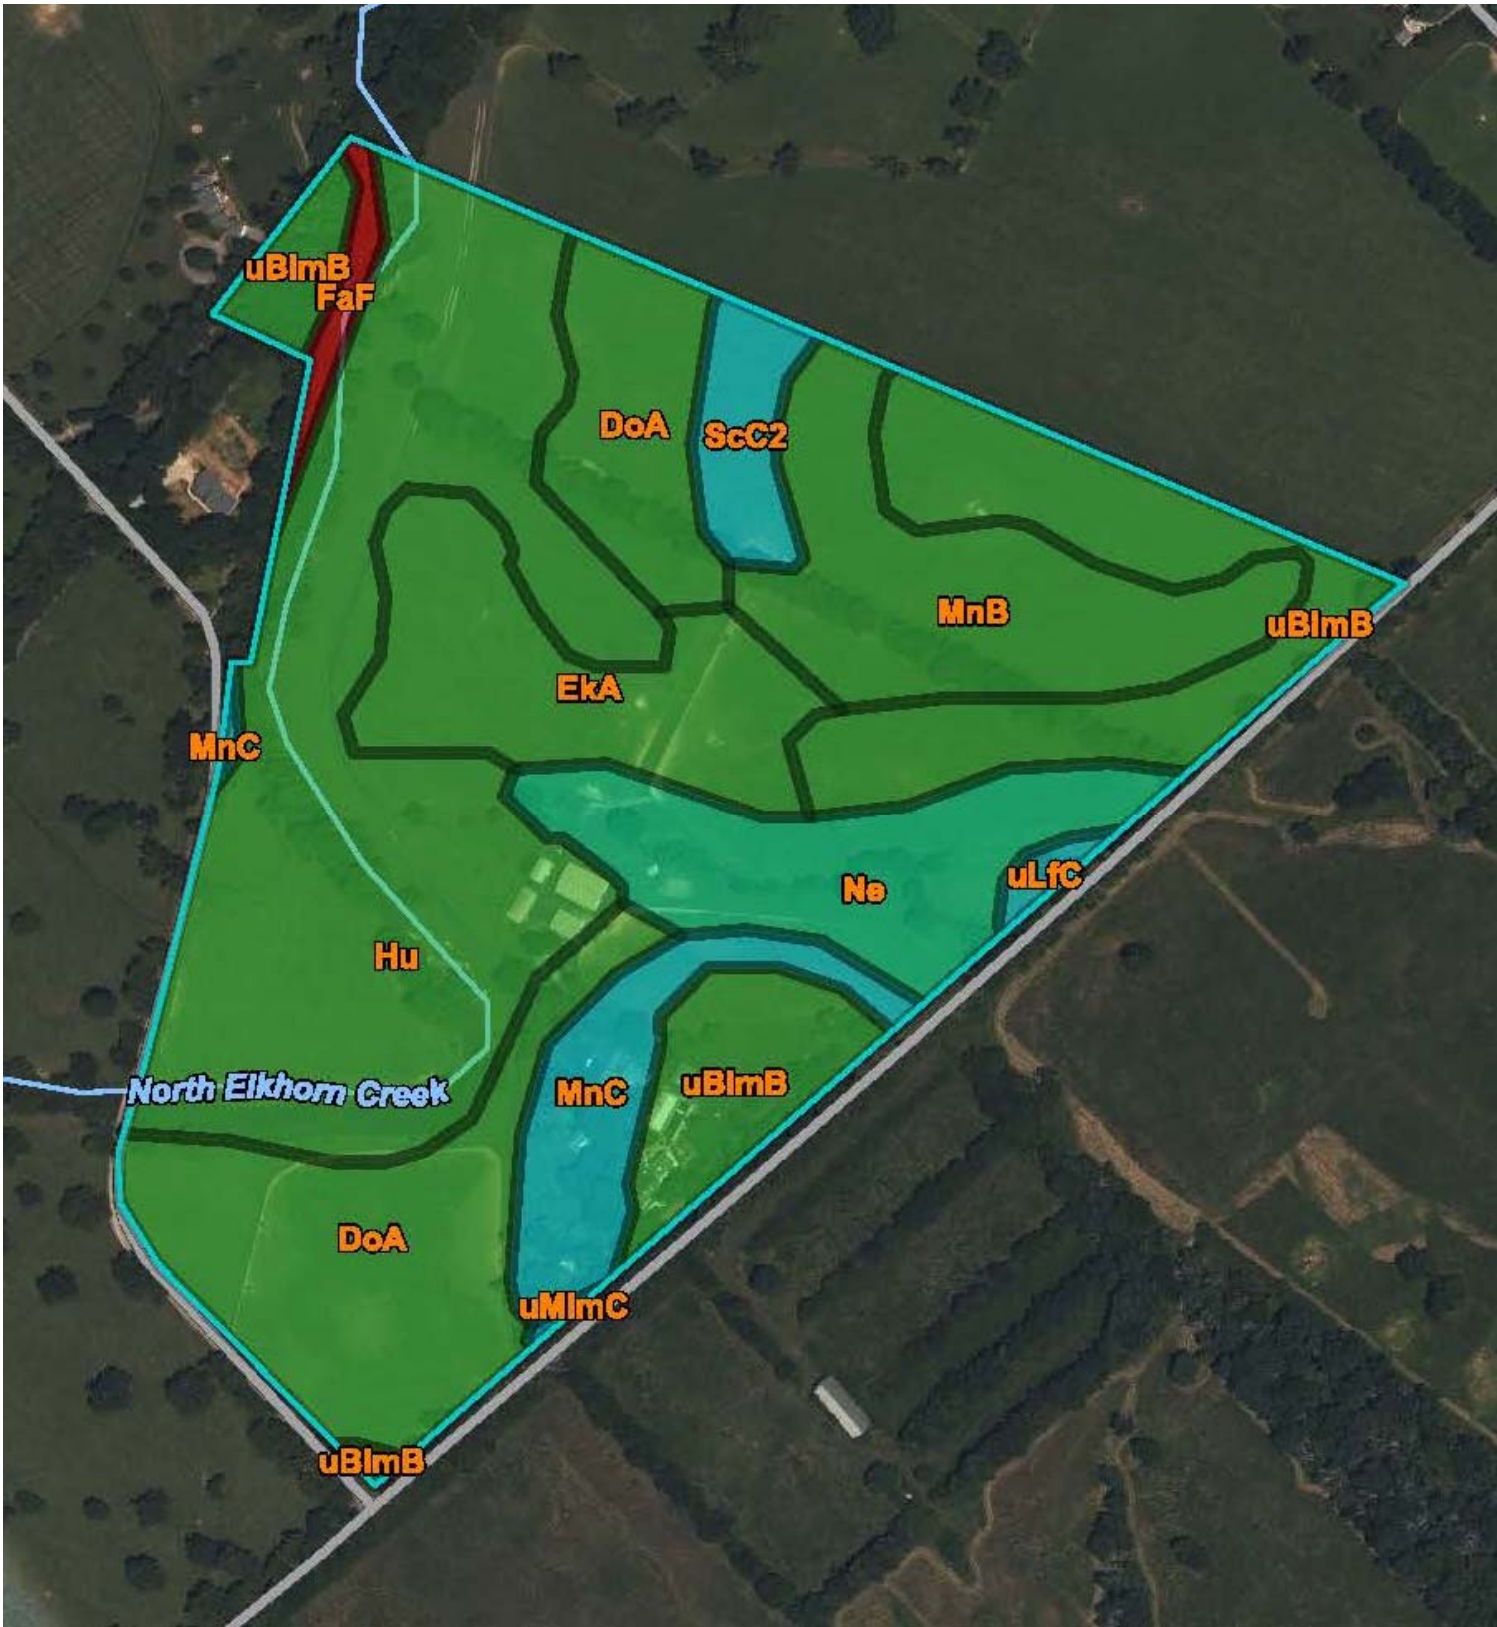 uBlmB
FaF
DoA
ScC2
MnB
uBlmB
EkA
MnC
uLfC
Ne
Hu
MnC
uBlmB
North Elkhorn Creek
DoA
uMlmC
uBlmB